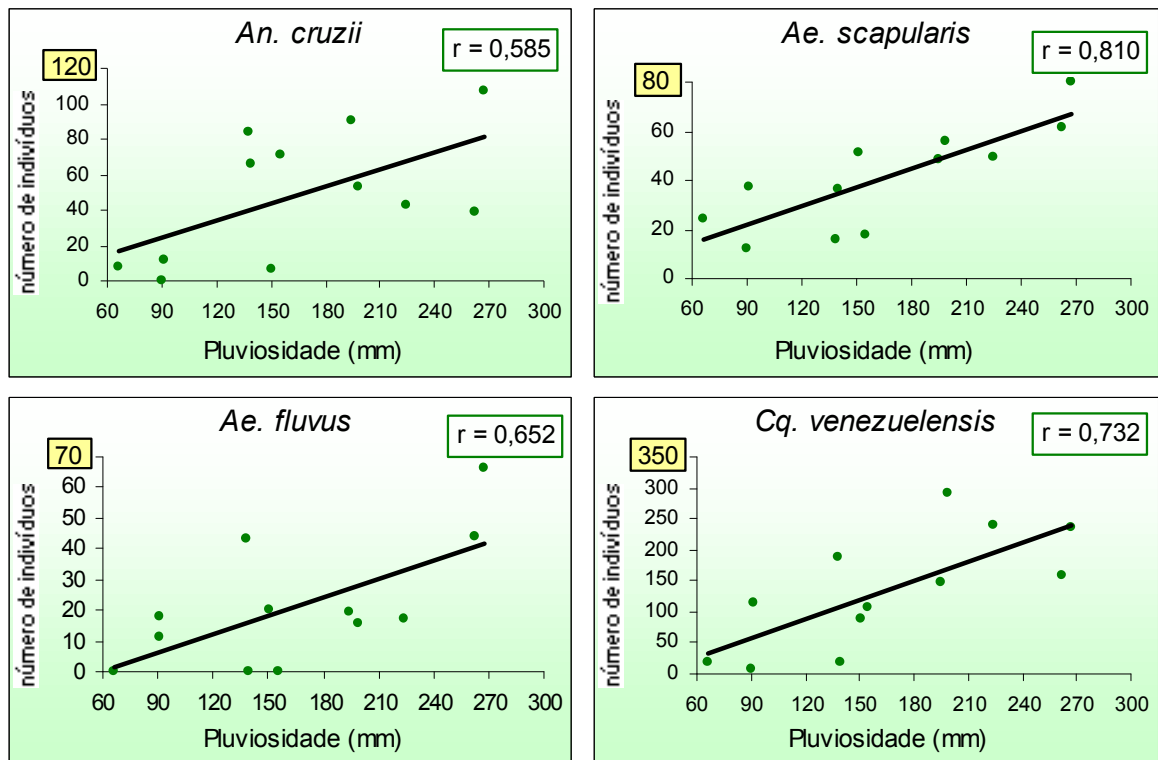 An. cruzii
r = 0,585
número de indivíduos
120
100
80
60
40
20
0
60 90 120 150 180 210 240 270 300
Pluviosidade (mm)
Ae. scapularis
r = 0,810
número de indivíduos
80
60
40
20
0
60 90 120 150 180 210 240 270 300
Pluviosidade (mm)
Ae. fluvus
r = 0,652
número de indivíduos
70
60
50
40
30
20
10
0
60 90 120 150 180 210 240 270 300
Pluviosidade (mm)
Cq. venezuelensis
r = 0,732
número de indivíduos
350
300
250
200
150
100
50
0
60 90 120 150 180 210 240 270 300
Pluviosidade (mm)